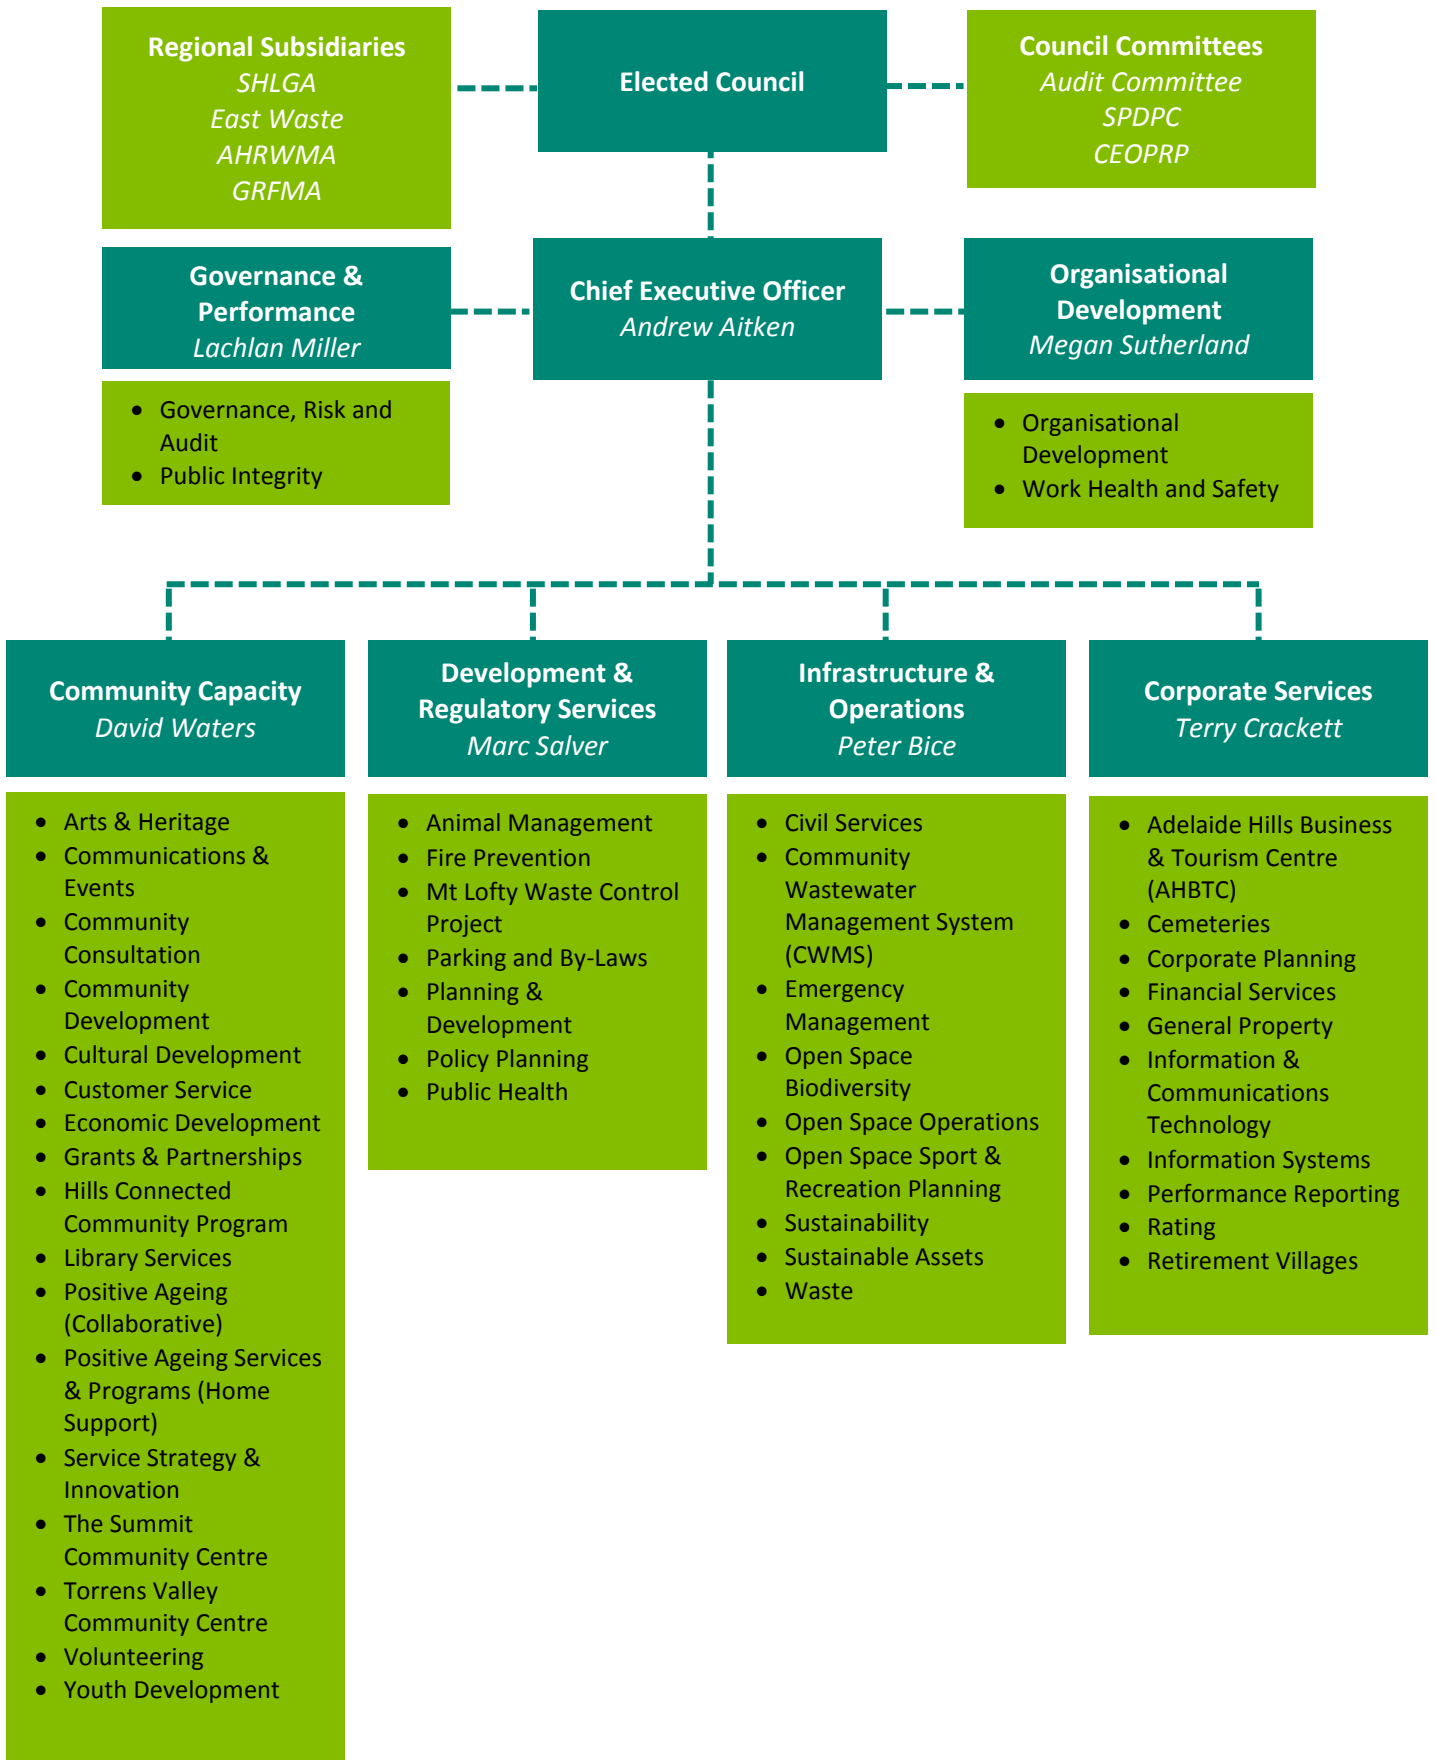 Regional Subsidiaries
SHLGA
East Waste
AHRWMA
GRFMA
Elected Council
Council Committees
Audit Committee
SPDPC
CEOPRP
Governance &
Performance
Lachlan Miller
Chief Executive Officer
Andrew Aitken
Organisational
Development
Megan Sutherland
• Governance, Risk and
Audit
• Public Integrity
• Organisational
Development
• Work Health and Safety
Community Capacity
David Waters
Development &
Regulatory Services
Marc Salver
Infrastructure &
Operations
Peter Bice
Corporate Services
Terry Crackett
• Arts & Heritage
• Communications &
Events
• Community
Consultation
• Community
Development
• Cultural Development
• Customer Service
• Economic Development
• Grants & Partnerships
• Hills Connected
Community Program
• Library Services
• Positive Ageing
(Collaborative)
• Positive Ageing Services
& Programs (Home
Support)
• Service Strategy &
Innovation
• The Summit
Community Centre
• Torrens Valley
Community Centre
• Volunteering
• Youth Development
• Animal Management
• Fire Prevention
• Mt Lofty Waste Control
Project
• Parking and By-Laws
• Planning &
Development
• Policy Planning
• Public Health
• Civil Services
• Community
Wastewater
Management System
(CWMS)
• Emergency
Management
• Open Space
Biodiversity
• Open Space Operations
• Open Space Sport &
Recreation Planning
• Sustainability
• Sustainable Assets
• Waste
• Adelaide Hills Business
& Tourism Centre
(AHBTC)
• Cemeteries
• Corporate Planning
• Financial Services
• General Property
• Information &
Communications
Technology
• Information Systems
• Performance Reporting
• Rating
• Retirement Villages